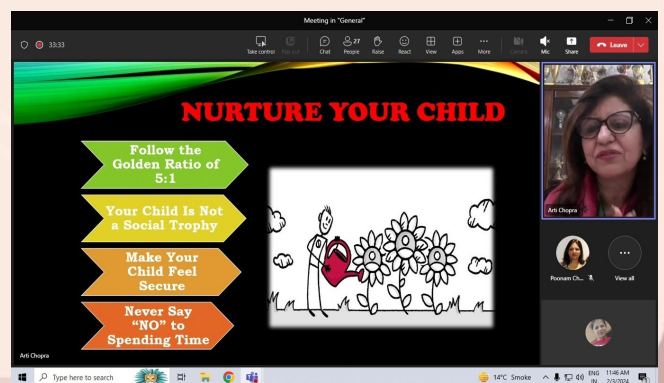 Meeting in "General"
33:33
Take control
Pop out
Chat
27
People
Raise
React
View
Apps
More
Camera
Mic
Share
Leave
NURTURE YOUR CHILD
Follow the
Golden Ratio of
5:1
Your Child Is Not
a Social Trophy
Make Your
Child Feel
Secure
Never Say
"NO" to
Spending Time
Arti Chopra
Poonam Ch...
View all
Arti Chopra
Type here to search
14°C Smoke
ENG
IN
11:46 AM
2/3/2024